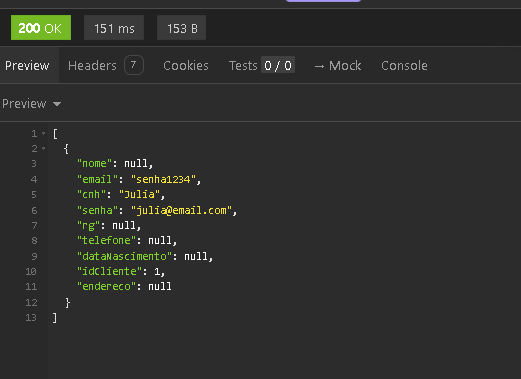 200 OK 151 ms 153 B
Preview Headers 7 Cookies Tests 0 / 0 → Mock Console
Preview
1 [
2 {
3 "nome": null,
4 "email": "senha1234",
5 "cnh": "Julia",
6 "senha": "julia@email.com",
7 "rg": null,
8 "telefone": null,
9 "dataNascimento": null,
10 "idCliente": 1,
11 "endereco": null
12 }
13 ]